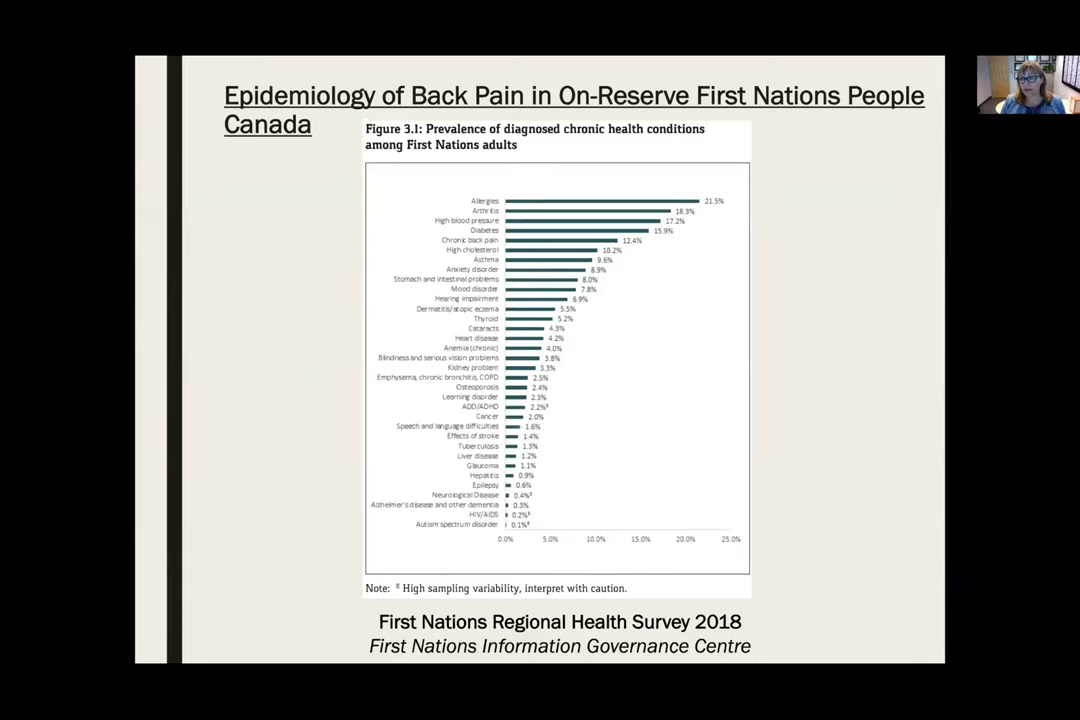 Epidemiology of Back Pain in On-Reserve First Nations People
Canada
Figure 3.1: Prevalence of diagnosed chronic health conditions
among First Nations adults
Allergies 21.5%
Arthritis 18.3%
High blood pressure 17.2%
Diabetes 15.9%
Chronic back pain 12.4%
High cholesterol 10.2%
Asthma 9.6%
Anxiety disorder 8.9%
Stomach and intestinal problems 8.0%
Mood disorder 7.8%
Hearing impairment 6.9%
Dermatitis/atopic eczema 5.5%
Thyroid 5.2%
Cataracts 4.3%
Heart disease 4.2%
Anemia (chronic) 4.0%
Blindness and serious vision problems 3.8%
Kidney problem 3.3%
Emphysema, chronic bronchitis, COPD 2.5%
Osteoporosis 2.4%
Learning disorder 2.3%
ADD/ADHD 2.2%ᴱ
Cancer 2.0%
Speech and language difficulties 1.6%
Effects of stroke 1.4%
Tuberculosis 1.3%
Liver disease 1.2%
Glaucoma 1.1%
Hepatitis 0.9%
Epilepsy 0.6%
Neurological Disease 0.4%ᴱ
Alzheimer's disease and other dementia 0.3%
HIV/AIDS 0.2%ᴱ
Autism spectrum disorder 0.1%ᴱ
0.0% 5.0% 10.0% 15.0% 20.0% 25.0%
Note: ᴱ High sampling variability, interpret with caution.
First Nations Regional Health Survey 2018
First Nations Information Governance Centre